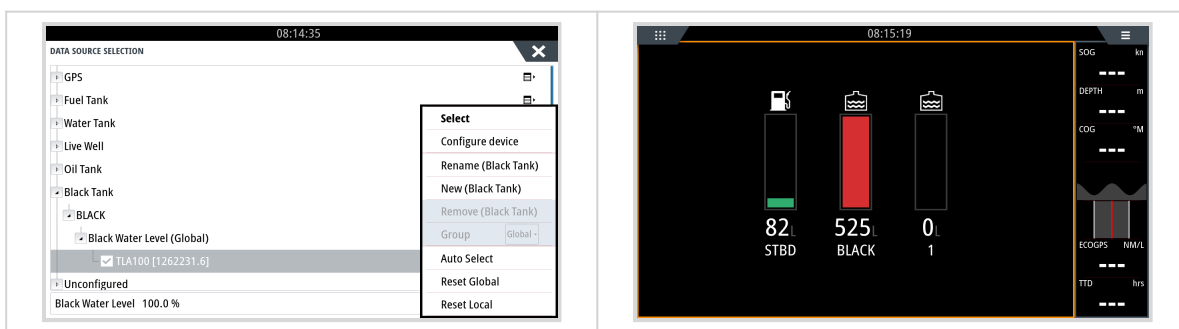 08:14:35
DATA SOURCE SELECTION
GPS
Fuel Tank
Water Tank
Live Well
Oil Tank
Black Tank
BLACK
Black Water Level (Global)
TLA100 [1262231.6]
Unconfigured
Black Water Level 100.0 %
Select
Configure device
Rename (Black Tank)
New (Black Tank)
Remove (Black Tank)
Group Global
Auto Select
Reset Global
Reset Local
08:15:19
82L 525L 0L
STBD BLACK 1
SOG kn
---
DEPTH m
---
COG °M
---
ECOGPS NM/L
---
TTD hrs
---